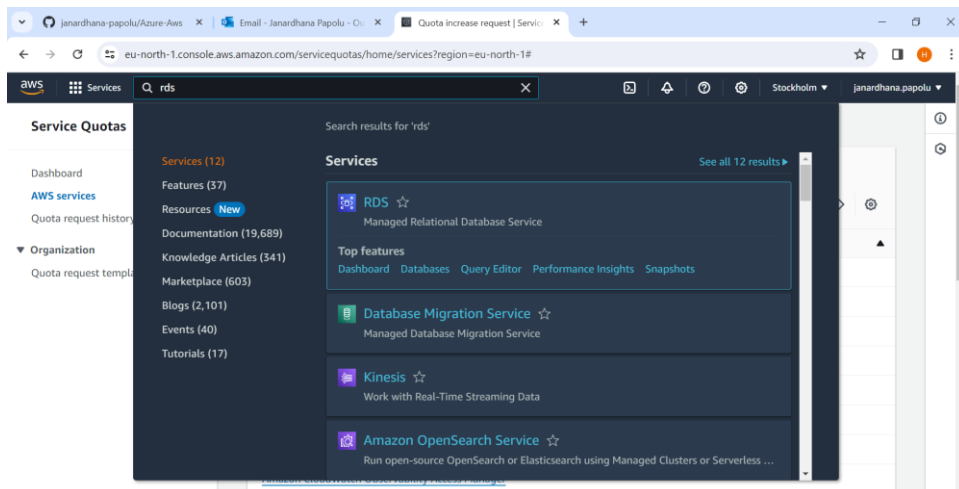 janardhana-papolu/Azure-Aws
Email - Janardhana Papolu - Ou
Quota increase request | Servic
eu-north-1.console.aws.amazon.com/servicequotas/home/services?region=eu-north-1#
H
aws
Services
rds
Stockholm
janardhana.papolu
Service Quotas
Dashboard
AWS services
Quota request history
Organization
Quota request templa
Search results for 'rds'
Services (12)
Features (37)
Resources New
Documentation (19,689)
Knowledge Articles (341)
Marketplace (603)
Blogs (2,101)
Events (40)
Tutorials (17)
Services
See all 12 results
RDS
Managed Relational Database Service
Top features
Dashboard Databases Query Editor Performance Insights Snapshots
Database Migration Service
Managed Database Migration Service
Kinesis
Work with Real-Time Streaming Data
Amazon OpenSearch Service
Run open-source OpenSearch or Elasticsearch using Managed Clusters or Serverless ...
Amazon CloudWatch Observability Access Manager